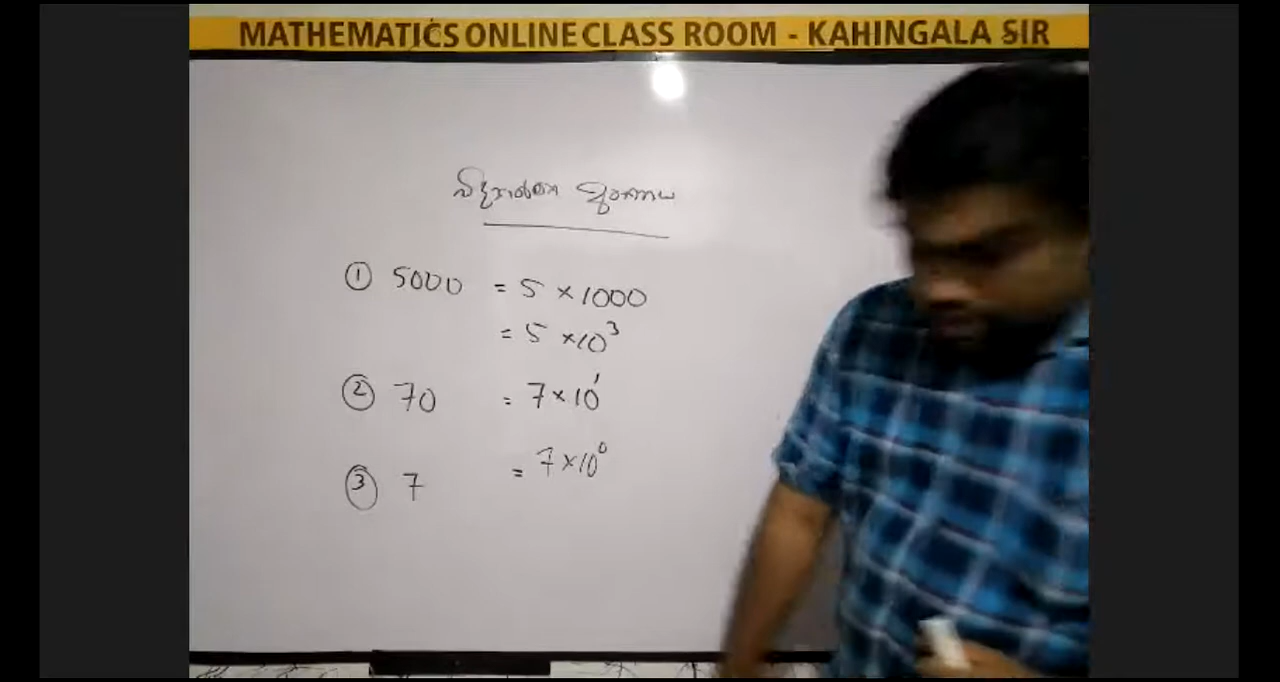 MATHEMATICS ONLINE CLASS ROOM - KAHINGALA SIR
විද්‍යාත්මක අංකනය
① 5000 = 5 × 1000
= 5 × 10³
② 70 = 7 × 10¹
③ 7 = 7 × 10⁰